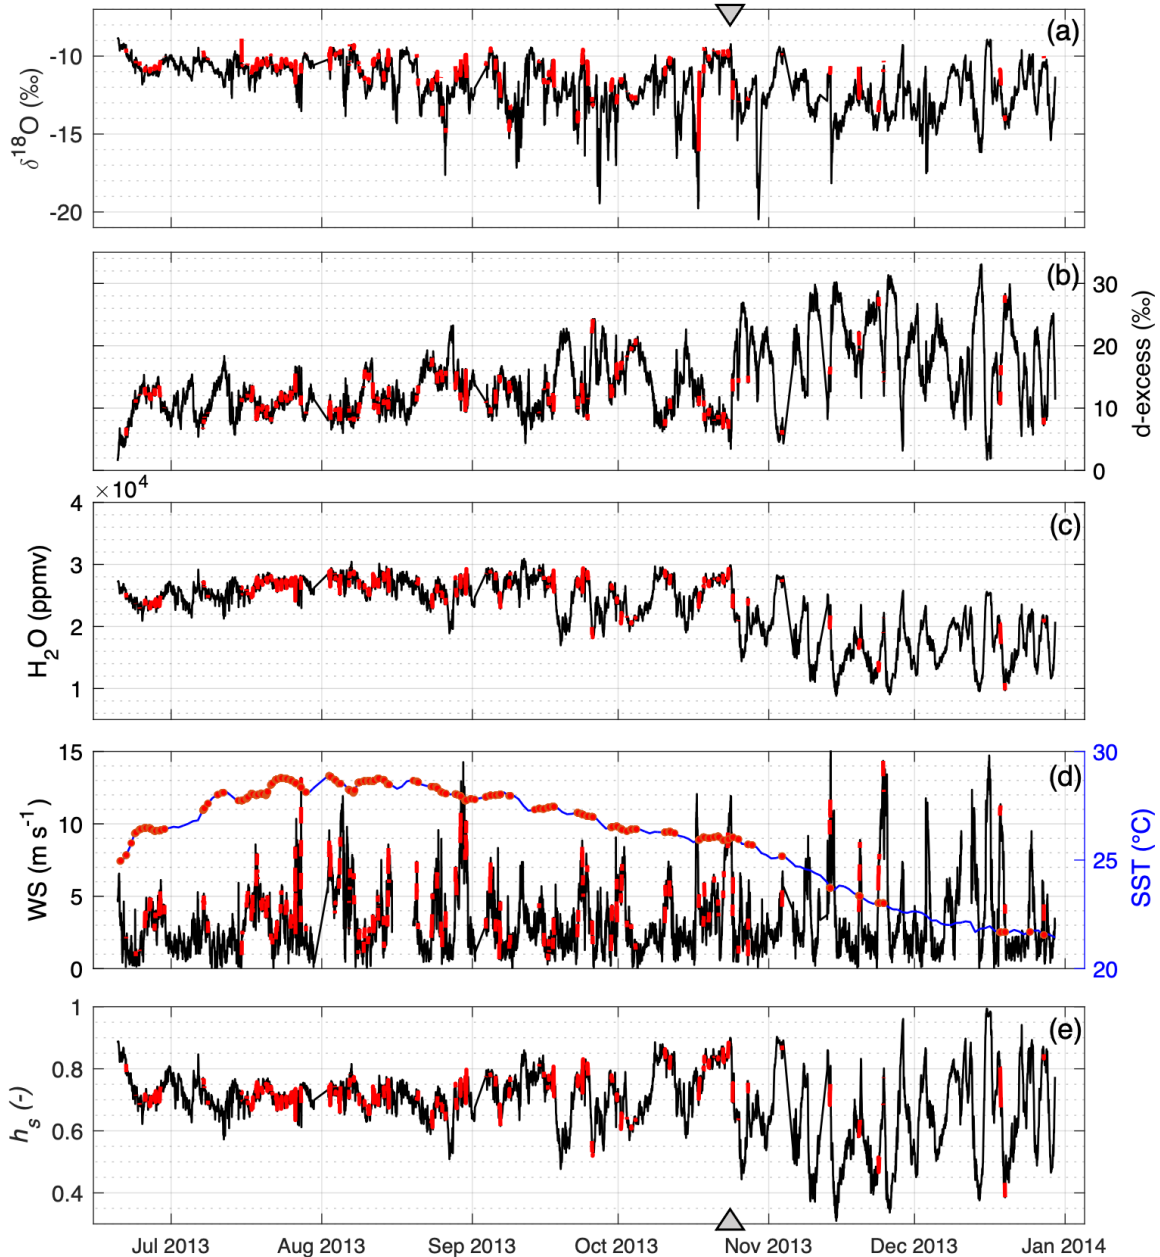 (a)
-10
-15
-20
δ18O (‰)
(b)
30
20
10
0
d-excess (‰)
× 10^4
(c)
4
3
2
1
H2O (ppmv)
(d)
15
10
5
0
WS (m s-1)
30
25
20
SST (°C)
(e)
1
0.8
0.6
0.4
hs (-)
Jul 2013 Aug 2013 Sep 2013 Oct 2013 Nov 2013 Dec 2013 Jan 2014